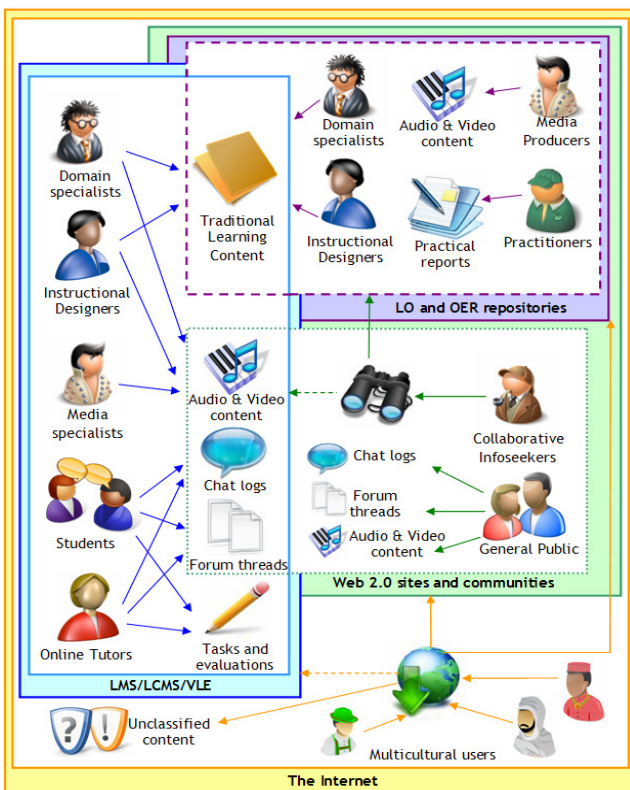 Domain
specialists
Instructional
Designers
Media
specialists
Students
Online Tutors
Traditional
Learning
Content
Audio & Video
content
Chat logs
Forum threads
Tasks and
evaluations
LMS/LCMS/VLE
Domain
specialists
Audio & Video
content
Media
Producers
Instructional
Designers
Practical
reports
Practitioners
LO and OER repositories
Collaborative
Infoseekers
Chat logs
Forum
threads
Audio & Video
content
General Public
Web 2.0 sites and communities
? !
Unclassified
content
Multicultural users
The Internet